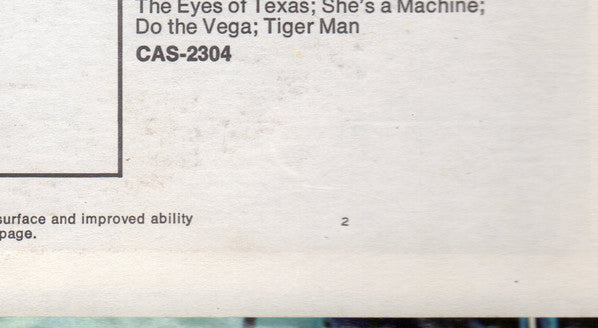 The Eyes of Texas; She's a Machine;
Do the Vega; Tiger Man
CAS-2304
surface and improved ability
page.
2